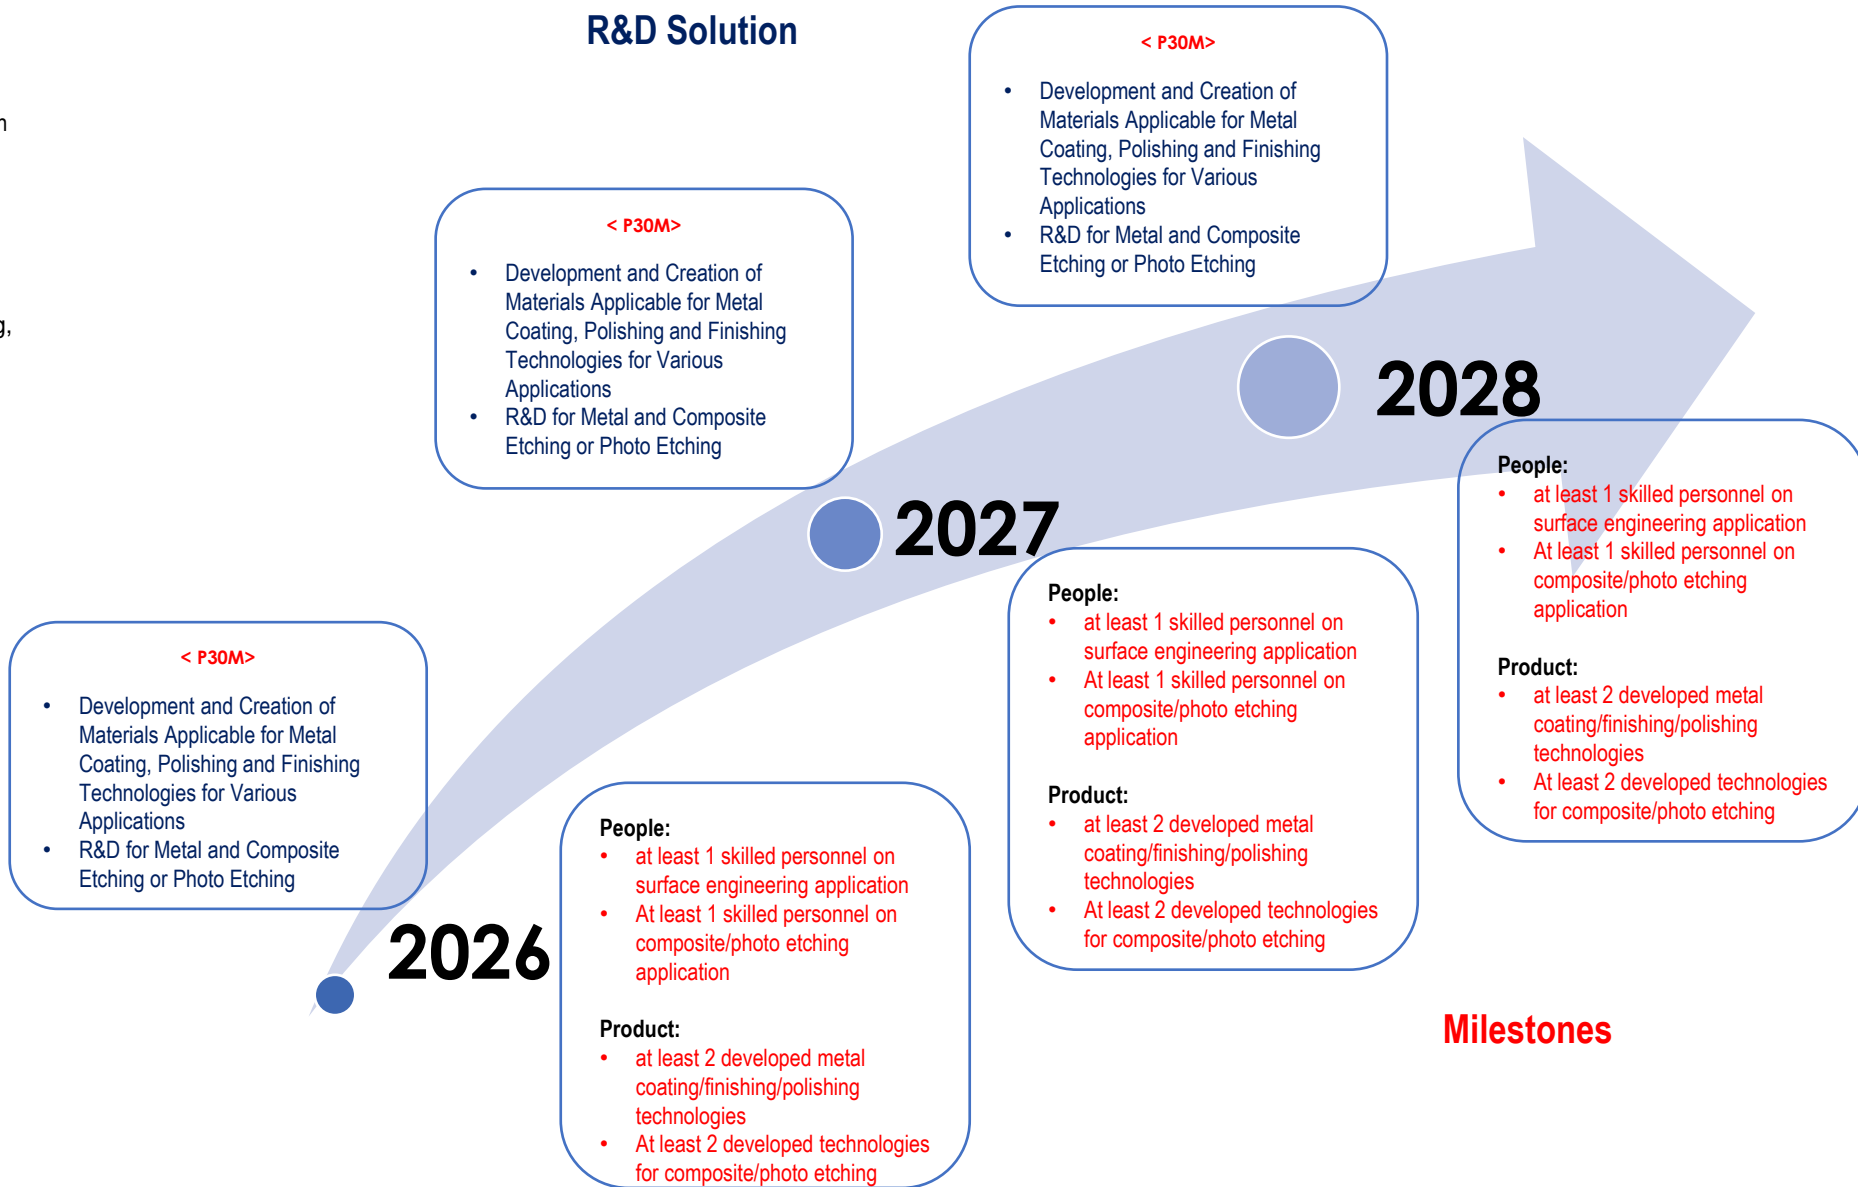 R&D Solution
n
g,
< P30M>
• Development and Creation of
Materials Applicable for Metal
Coating, Polishing and Finishing
Technologies for Various
Applications
• R&D for Metal and Composite
Etching or Photo Etching
2026
People:
• at least 1 skilled personnel on
surface engineering application
• At least 1 skilled personnel on
composite/photo etching
application
Product:
• at least 2 developed metal
coating/finishing/polishing
technologies
• At least 2 developed technologies
for composite/photo etching
< P30M>
• Development and Creation of
Materials Applicable for Metal
Coating, Polishing and Finishing
Technologies for Various
Applications
• R&D for Metal and Composite
Etching or Photo Etching
2027
People:
• at least 1 skilled personnel on
surface engineering application
• At least 1 skilled personnel on
composite/photo etching
application
Product:
• at least 2 developed metal
coating/finishing/polishing
technologies
• At least 2 developed technologies
for composite/photo etching
< P30M>
• Development and Creation of
Materials Applicable for Metal
Coating, Polishing and Finishing
Technologies for Various
Applications
• R&D for Metal and Composite
Etching or Photo Etching
2028
People:
• at least 1 skilled personnel on
surface engineering application
• At least 1 skilled personnel on
composite/photo etching
application
Product:
• at least 2 developed metal
coating/finishing/polishing
technologies
• At least 2 developed technologies
for composite/photo etching
Milestones